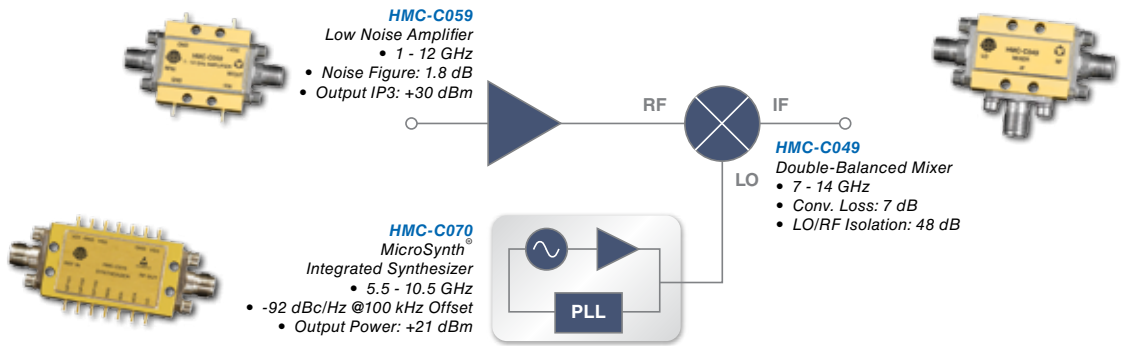 HMC-C059
Low Noise Amplifier
• 1 - 12 GHz
• Noise Figure: 1.8 dB
• Output IP3: +30 dBm
RF
IF
LO
HMC-C049
Double-Balanced Mixer
• 7 - 14 GHz
• Conv. Loss: 7 dB
• LO/RF Isolation: 48 dB
HMC-C070
MicroSynth®
Integrated Synthesizer
• 5.5 - 10.5 GHz
• -92 dBc/Hz @100 kHz Offset
• Output Power: +21 dBm
PLL
HMC-C049
MIXER